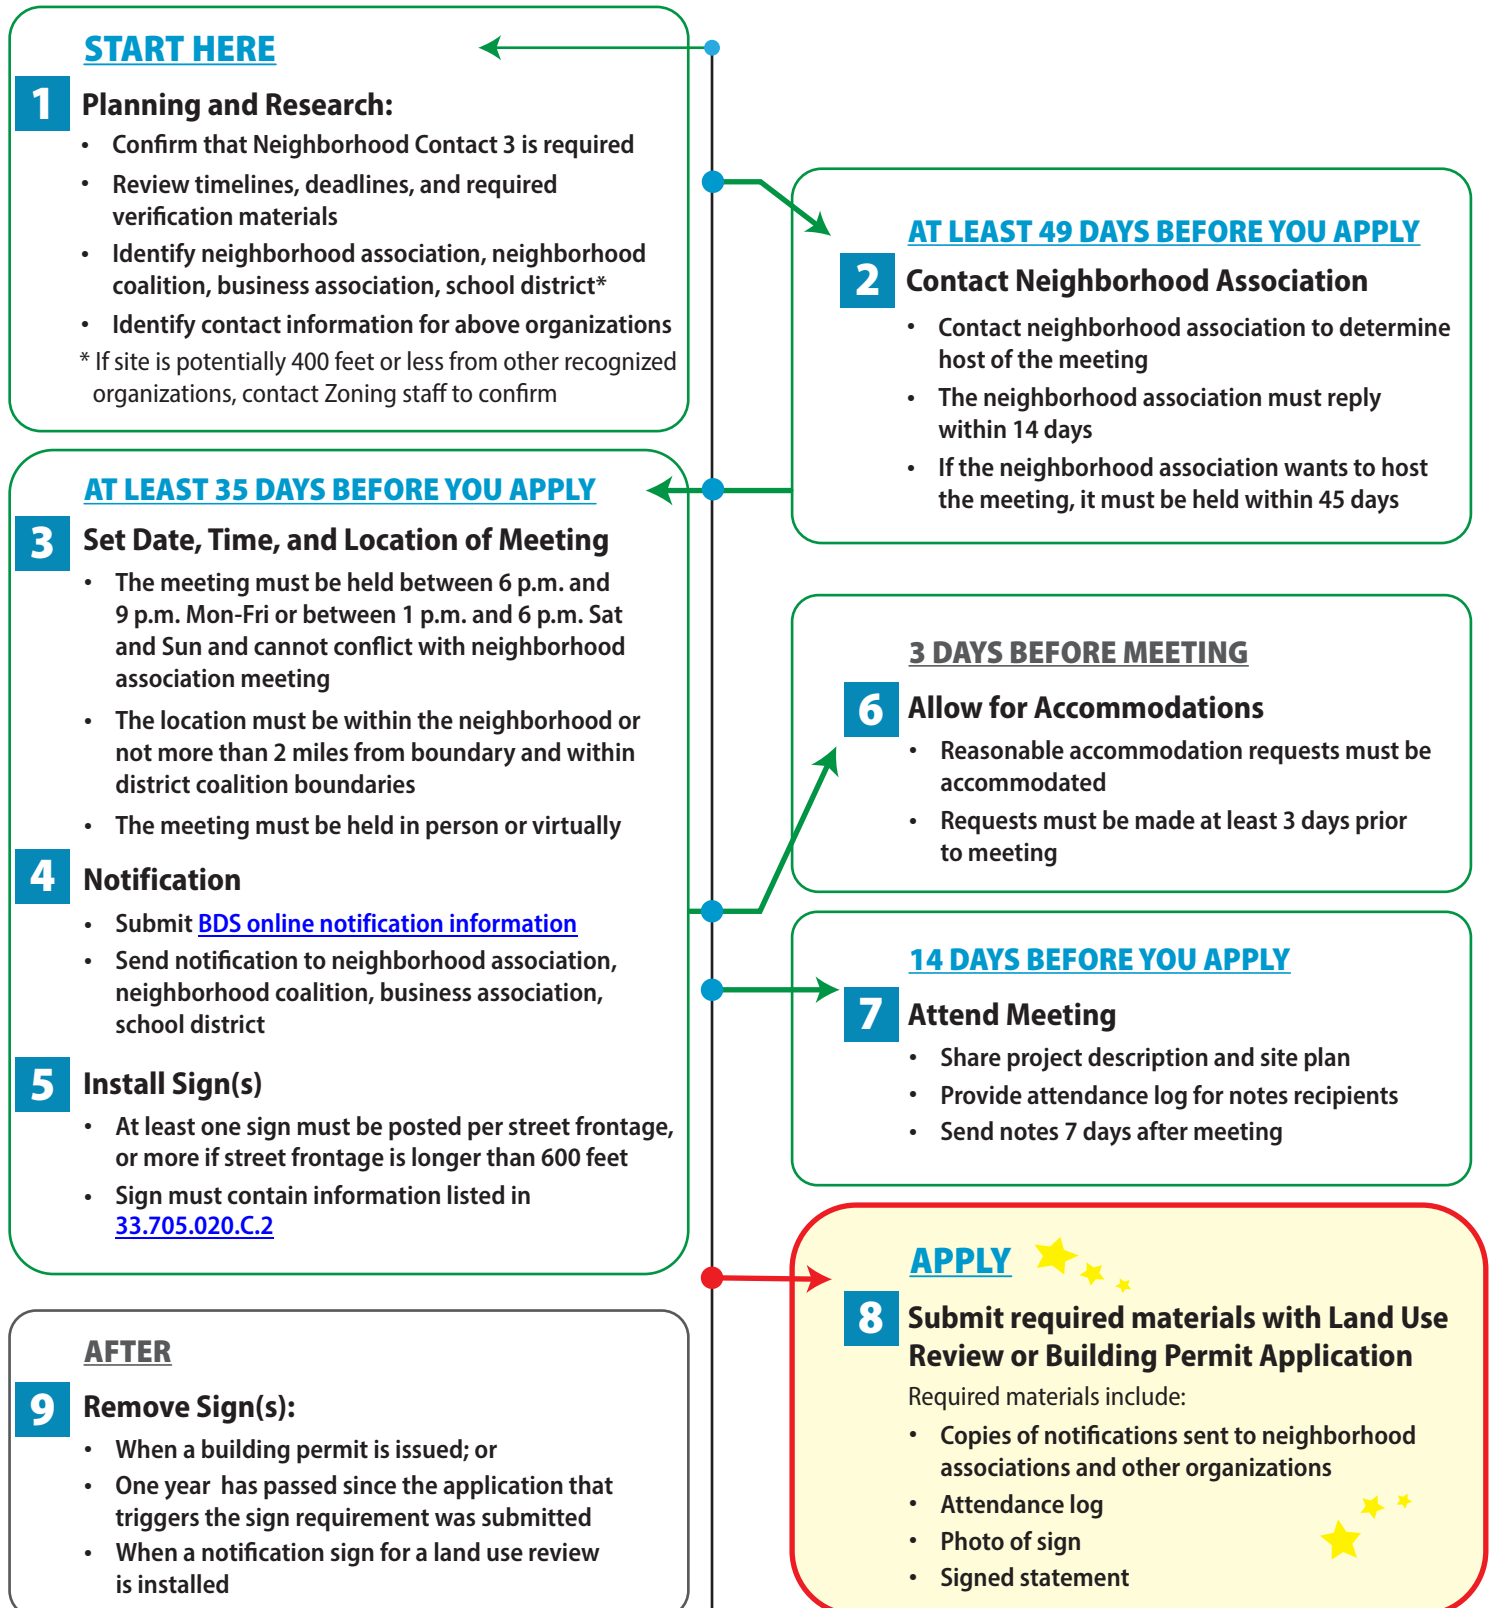 START HERE
1 Planning and Research:
• Confirm that Neighborhood Contact 3 is required
• Review timelines, deadlines, and required
verification materials
• Identify neighborhood association, neighborhood
coalition, business association, school district*
• Identify contact information for above organizations
* If site is potentially 400 feet or less from other recognized
organizations, contact Zoning staff to confirm
AT LEAST 49 DAYS BEFORE YOU APPLY
2 Contact Neighborhood Association
• Contact neighborhood association to determine
host of the meeting
• The neighborhood association must reply
within 14 days
• If the neighborhood association wants to host
the meeting, it must be held within 45 days
AT LEAST 35 DAYS BEFORE YOU APPLY
3 Set Date, Time, and Location of Meeting
• The meeting must be held between 6 p.m. and
9 p.m. Mon-Fri or between 1 p.m. and 6 p.m. Sat
and Sun and cannot conflict with neighborhood
association meeting
• The location must be within the neighborhood or
not more than 2 miles from boundary and within
district coalition boundaries
• The meeting must be held in person or virtually
4 Notification
• Submit BDS online notification information
• Send notification to neighborhood association,
neighborhood coalition, business association,
school district
5 Install Sign(s)
• At least one sign must be posted per street frontage,
or more if street frontage is longer than 600 feet
• Sign must contain information listed in
33.705.020.C.2
3 DAYS BEFORE MEETING
6 Allow for Accommodations
• Reasonable accommodation requests must be
accommodated
• Requests must be made at least 3 days prior
to meeting
14 DAYS BEFORE YOU APPLY
7 Attend Meeting
• Share project description and site plan
• Provide attendance log for notes recipients
• Send notes 7 days after meeting
APPLY
8 Submit required materials with Land Use
Review or Building Permit Application
Required materials include:
• Copies of notifications sent to neighborhood
associations and other organizations
• Attendance log
• Photo of sign
• Signed statement
AFTER
9 Remove Sign(s):
• When a building permit is issued; or
• One year has passed since the application that
triggers the sign requirement was submitted
• When a notification sign for a land use review
is installed